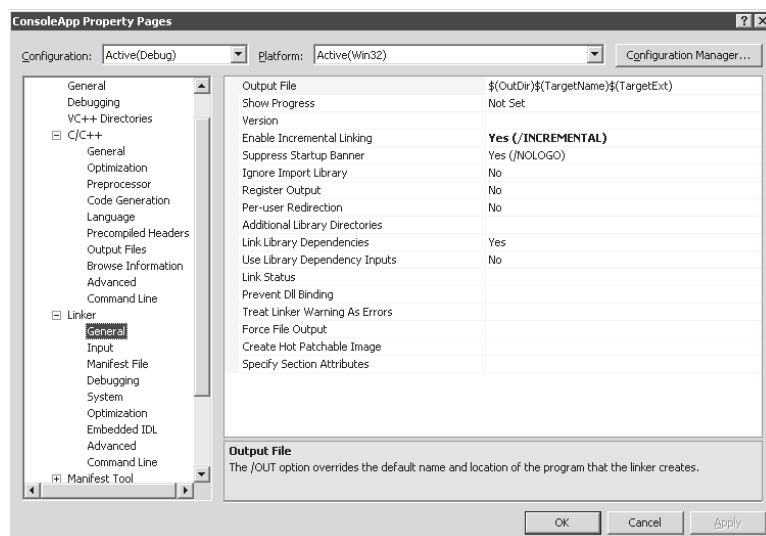 ConsoleApp Property Pages
Configuration: Active(Debug) Platform: Active(Win32) Configuration Manager...
General
Debugging
VC++ Directories
C/C++
General
Optimization
Preprocessor
Code Generation
Language
Precompiled Headers
Output Files
Browse Information
Advanced
Command Line
Linker
General
Input
Manifest File
Debugging
System
Optimization
Embedded IDL
Advanced
Command Line
Manifest Tool
Output File $(OutDir)$(TargetName)$(TargetExt)
Show Progress Not Set
Version
Enable Incremental Linking Yes (/INCREMENTAL)
Suppress Startup Banner Yes (/NOLOGO)
Ignore Import Library No
Register Output No
Per-user Redirection No
Additional Library Directories
Link Library Dependencies Yes
Use Library Dependency Inputs No
Link Status
Prevent Dll Binding
Treat Linker Warning As Errors
Force File Output
Create Hot Patchable Image
Specify Section Attributes
Output File
The /OUT option overrides the default name and location of the program that the linker creates.
OK Cancel Apply